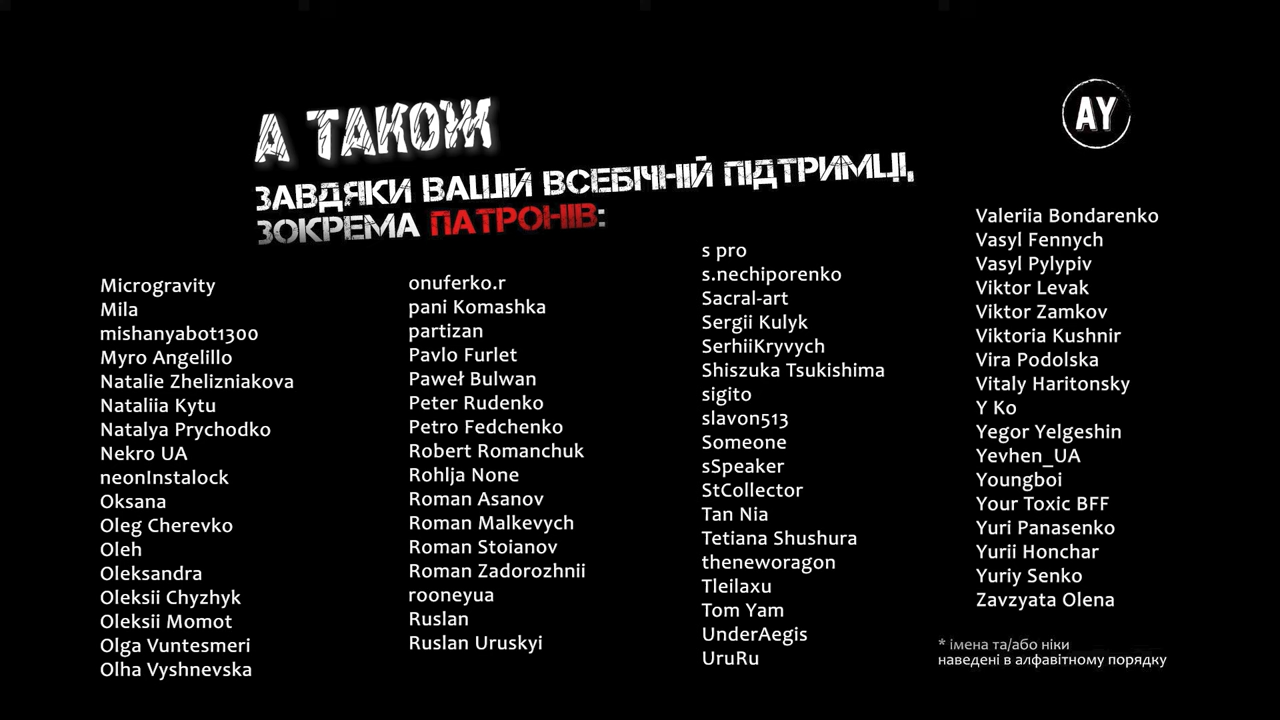 А ТАКОЖ
ЗАВДЯКИ ВАШІЙ ВСЕБІЧНІЙ ПІДТРИМЦІ,
ЗОКРЕМА ПАТРОНІВ:
АУ
Microgravity
Mila
mishanyabot1300
Myro Angelillo
Natalie Zhelizniakova
Nataliia Kytu
Natalya Prychodko
Nekro UA
neonInstalock
Oksana
Oleg Cherevko
Oleh
Oleksandra
Oleksii Chyzhyk
Oleksii Momot
Olga Vuntesmeri
Olha Vyshnevska
onuferko.r
pani Komashka
partizan
Pavlo Furlet
Paweł Bulwan
Peter Rudenko
Petro Fedchenko
Robert Romanchuk
Rohlja None
Roman Asanov
Roman Malkevych
Roman Stoianov
Roman Zadorozhnii
rooneyua
Ruslan
Ruslan Uruskyi
s pro
s.nechiporenko
Sacral-art
Sergii Kulyk
SerhiiKryvych
Shiszuka Tsukishima
sigito
slavon513
Someone
sSpeaker
StCollector
Tan Nia
Tetiana Shushura
theneworagon
Tleilaxu
Tom Yam
UnderAegis
UruRu
Valeriia Bondarenko
Vasyl Fennych
Vasyl Pylypiv
Viktor Levak
Viktor Zamkov
Viktoria Kushnir
Vira Podolska
Vitaly Haritonsky
Y Ko
Yegor Yelgeshin
Yevhen_UA
Youngboi
Your Toxic BFF
Yuri Panasenko
Yurii Honchar
Yuriy Senko
Zavzyata Olena
* імена та/або ніки
наведені в алфавітному порядку